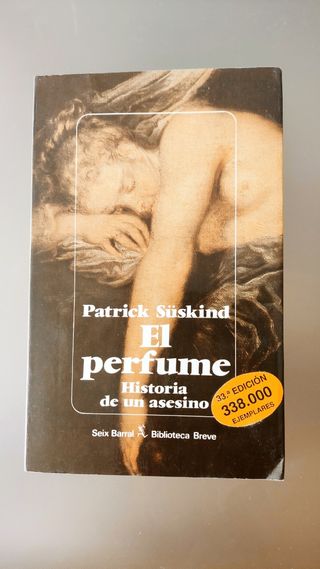 Patrick Süskind
El
perfume
Historia
de un asesino
Seix Barral Biblioteca Breve
33.ª EDICIÓN
338.000
EJEMPLARES